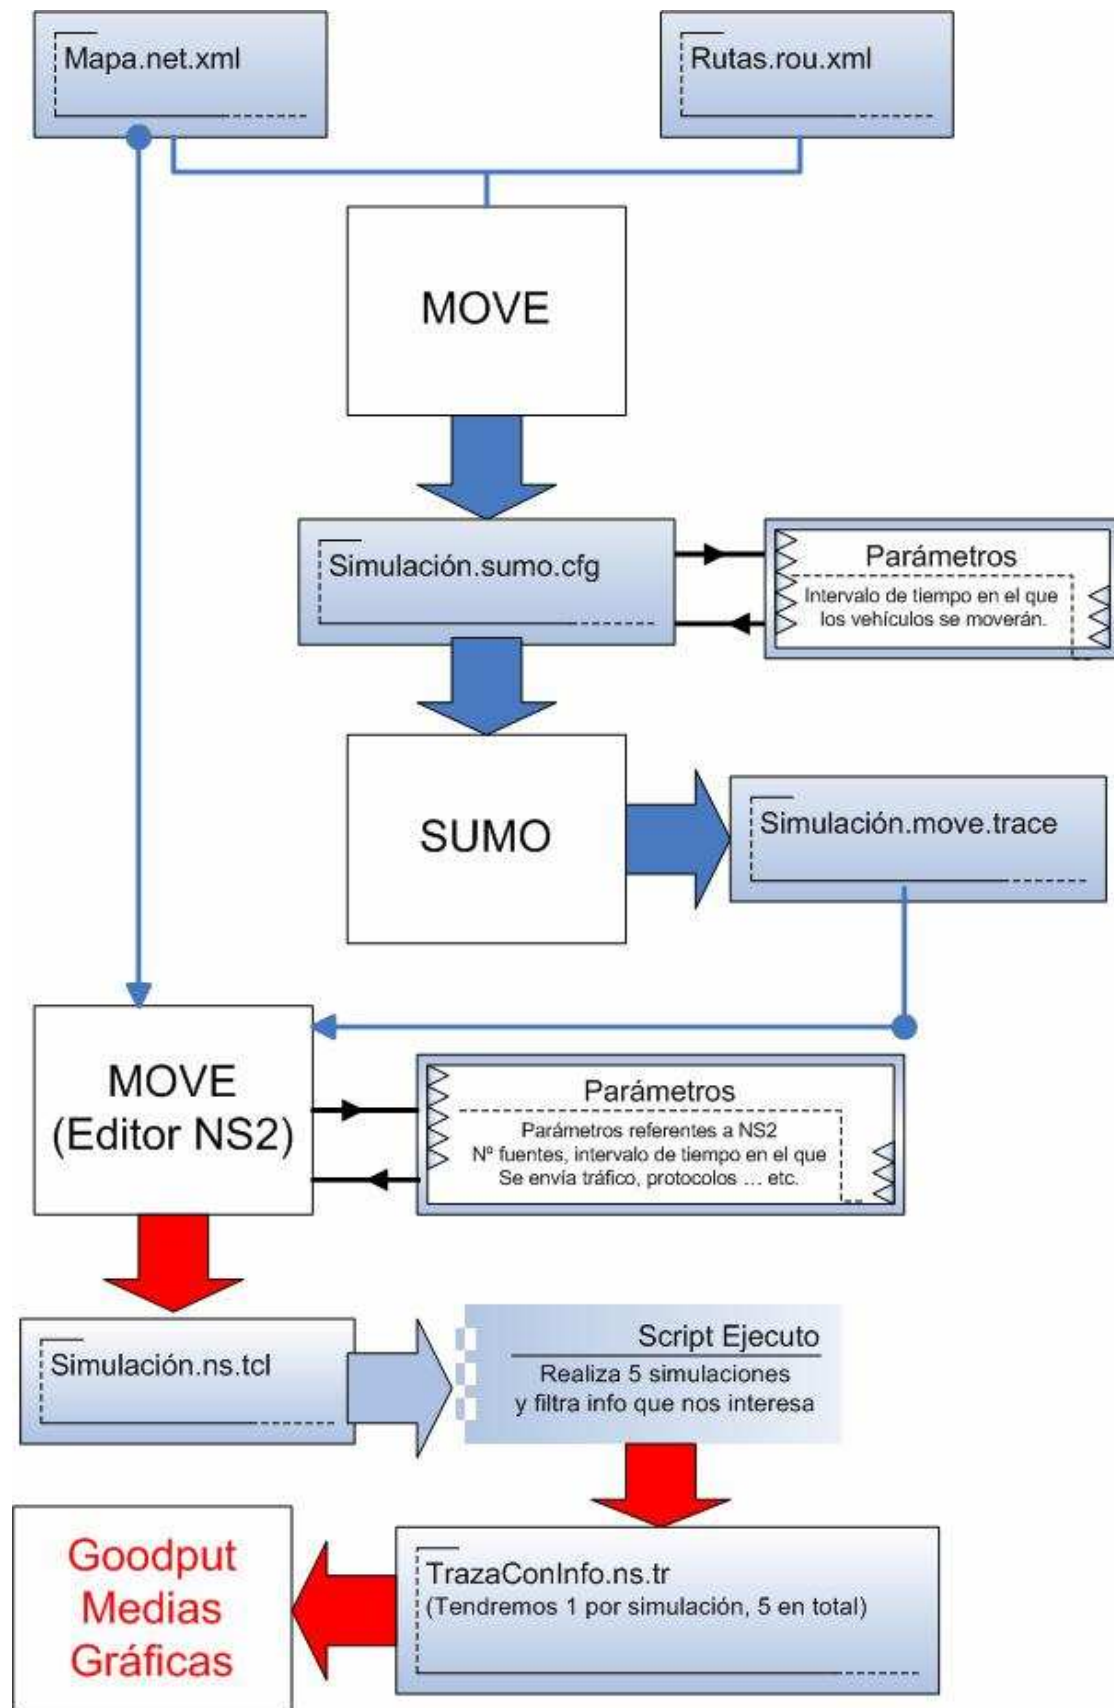 Mapa.net.xml
Rutas.rou.xml
MOVE
Simulación.sumo.cfg
Parámetros
Intervalo de tiempo en el que
los vehículos se moverán.
SUMO
Simulación.move.trace
MOVE
(Editor NS2)
Parámetros
Parámetros referentes a NS2
Nº fuentes, intervalo de tiempo en el que
Se envía tráfico, protocolos ... etc.
Simulación.ns.tcl
Script Ejecuto
Realiza 5 simulaciones
y filtra info que nos interesa
TrazaConInfo.ns.tr
(Tendremos 1 por simulación, 5 en total)
Goodput
Medias
Gráficas